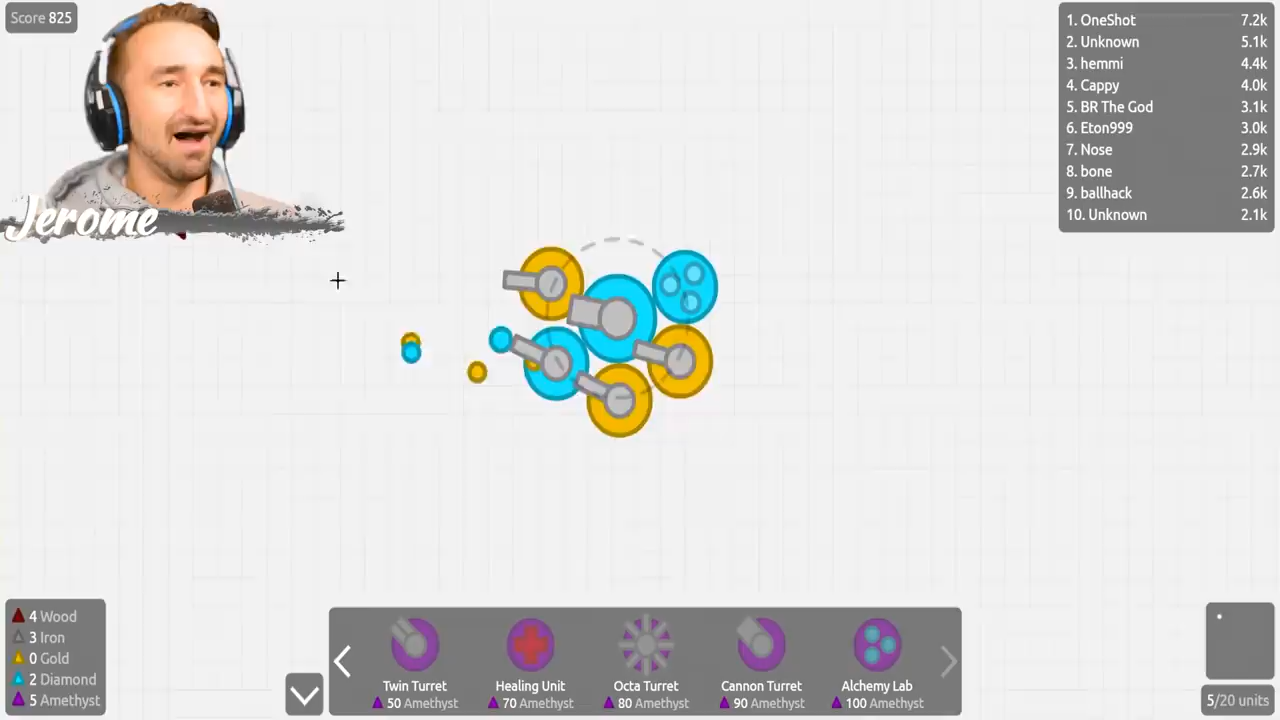 Score 825
Jerome
1. OneShot 7.2k
2. Unknown 5.1k
3. hemmi 4.4k
4. Cappy 4.0k
5. BR The God 3.1k
6. Eton999 3.0k
7. Nose 2.9k
8. bone 2.7k
9. ballhack 2.6k
10. Unknown 2.1k
4 Wood
3 Iron
0 Gold
2 Diamond
5 Amethyst
Twin Turret
50 Amethyst
Healing Unit
70 Amethyst
Octa Turret
80 Amethyst
Cannon Turret
90 Amethyst
Alchemy Lab
100 Amethyst
5/20 units